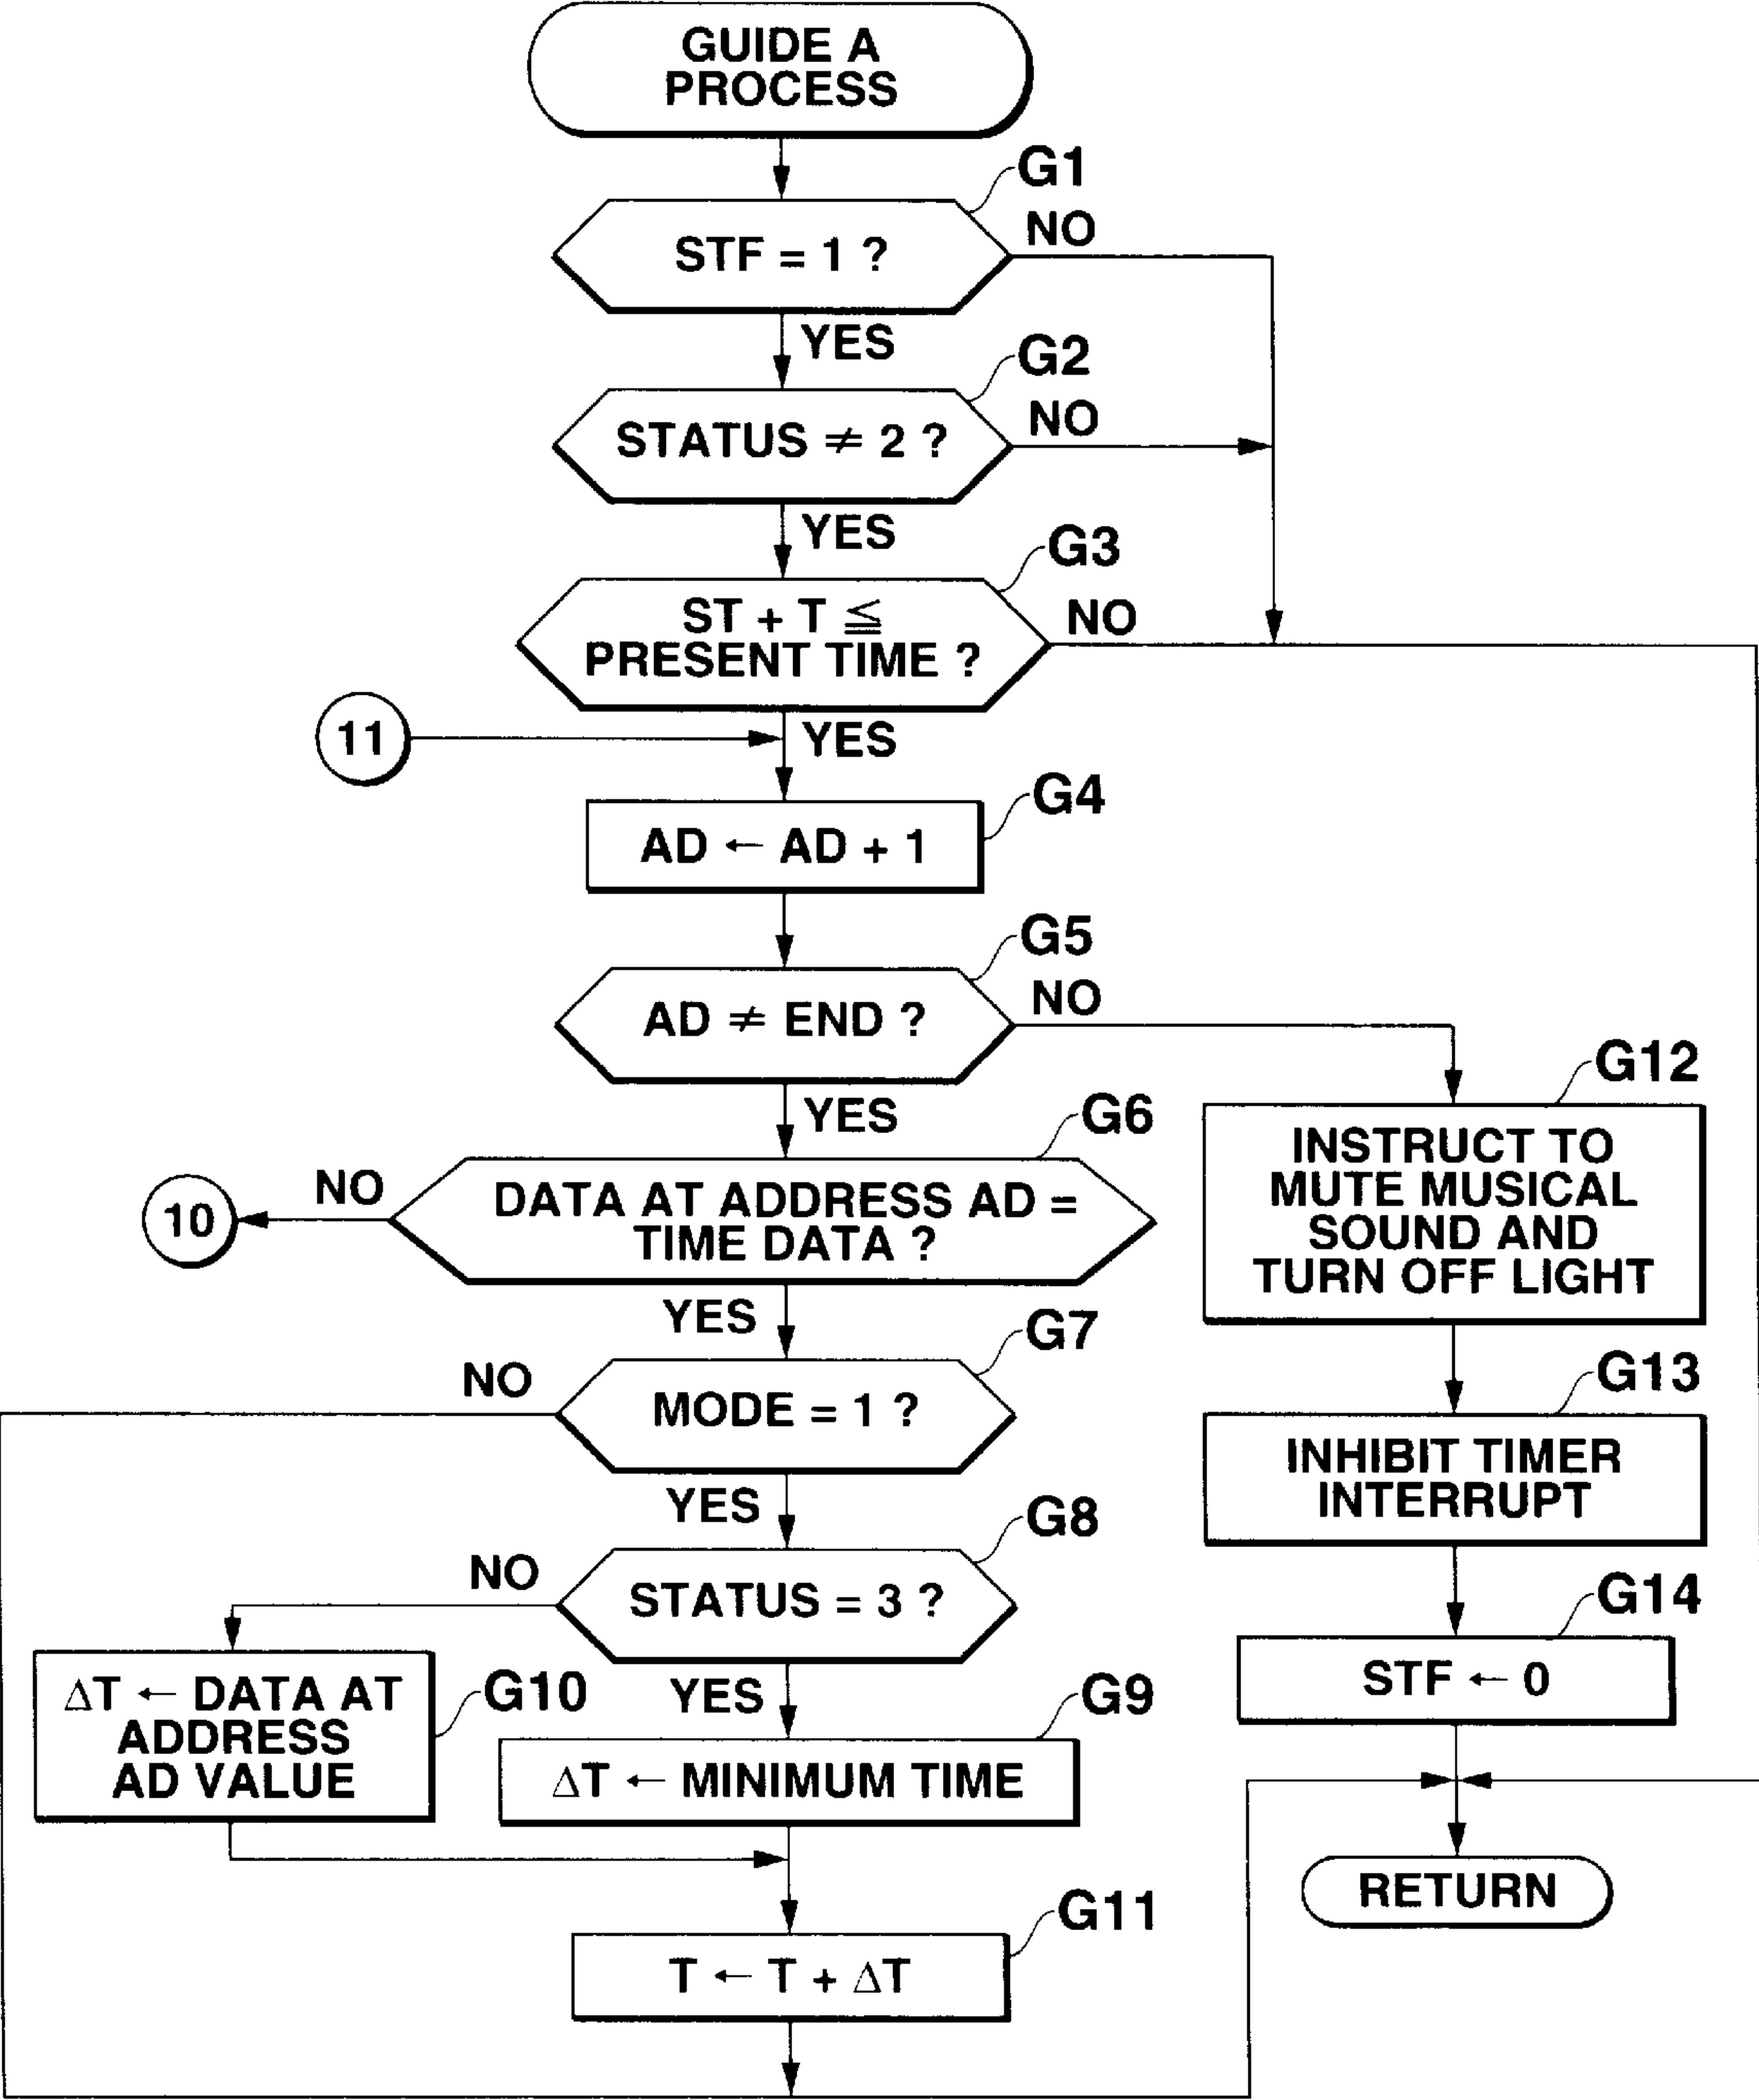 GUIDE A
PROCESS
G1
STF = 1 ?
NO
YES
G2
STATUS ≠ 2 ?
NO
YES
G3
ST + T ≦
PRESENT TIME ?
NO
11
YES
G4
AD ← AD + 1
G5
AD ≠ END ?
NO
YES
G6
DATA AT ADDRESS AD =
TIME DATA ?
NO
10
YES
G7
MODE = 1 ?
NO
YES
G8
STATUS = 3 ?
NO
YES
G10
ΔT ← DATA AT
ADDRESS
AD VALUE
G9
ΔT ← MINIMUM TIME
G11
T ← T + ΔT
G12
INSTRUCT TO
MUTE MUSICAL
SOUND AND
TURN OFF LIGHT
G13
INHIBIT TIMER
INTERRUPT
G14
STF ← 0
RETURN